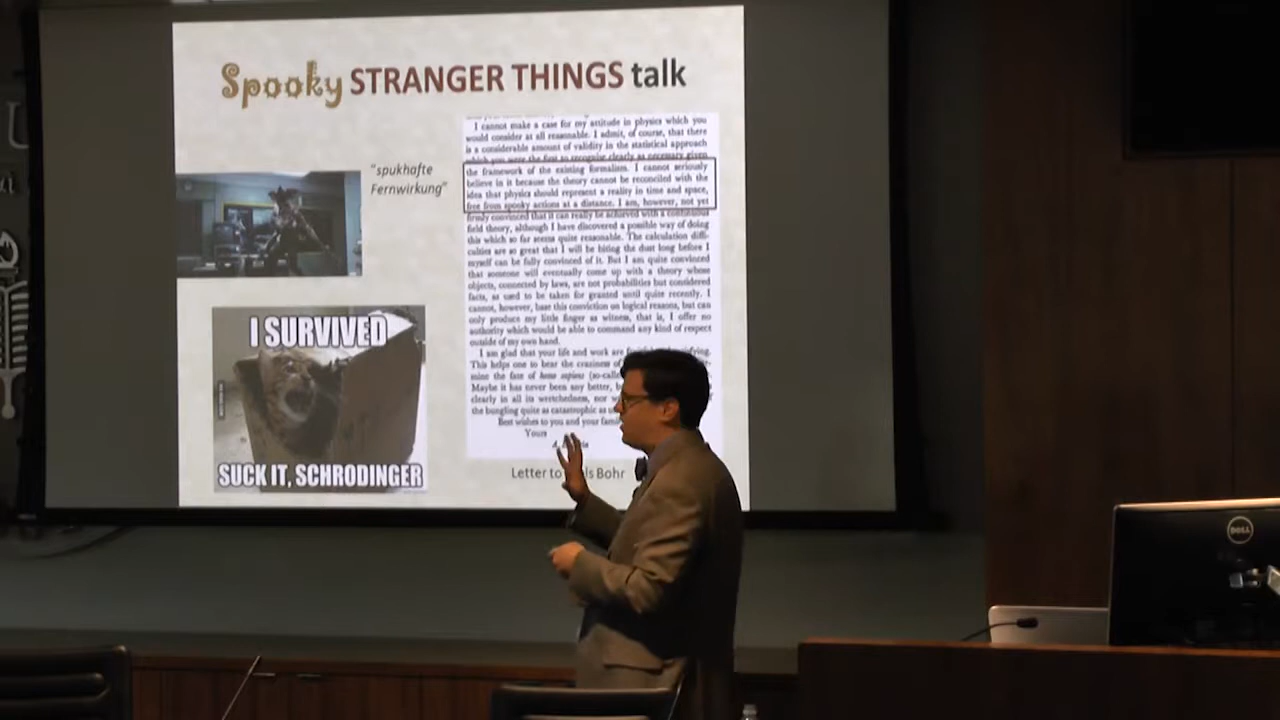 Spooky STRANGER THINGS talk
"spukhafte
Fernwirkung"
I SURVIVED
SUCK IT, SCHRODINGER
I cannot make a case for my attitude in physics which you
would consider at all reasonable. I admit, of course, that there
is a considerable amount of validity in the statistical approach
which you were the first to recognise clearly as necessary given
the framework of the existing formalism. I cannot seriously
believe in it because the theory cannot be reconciled with the
idea that physics should represent a reality in time and space,
free from spooky actions at a distance. I am, however, not yet
firmly convinced that it can really be achieved with a continuous
field theory, although I have discovered a possible way of doing
this which so far seems quite reasonable. The calculation diffi-
culties are so great that I will be biting the dust long before I
myself can be fully convinced of it. But I am quite convinced
that someone will eventually come up with a theory whose
objects, connected by laws, are not probabilities but considered
facts, as used to be taken for granted until quite recently. I
cannot, however, base this conviction on logical reasons, but can
only produce my little finger as witness, that is, I offer no
authority which would be able to command any kind of respect
outside of my own hand.
I am glad that your life and work are
This helps one to bear the craziness of
mine the fate of homo sapiens
Maybe it has never been any better,
clearly in all its wretchedness, nor
the bungling quite as catastrophic as
Best wishes to you and your
Yours
Letter to
DELL